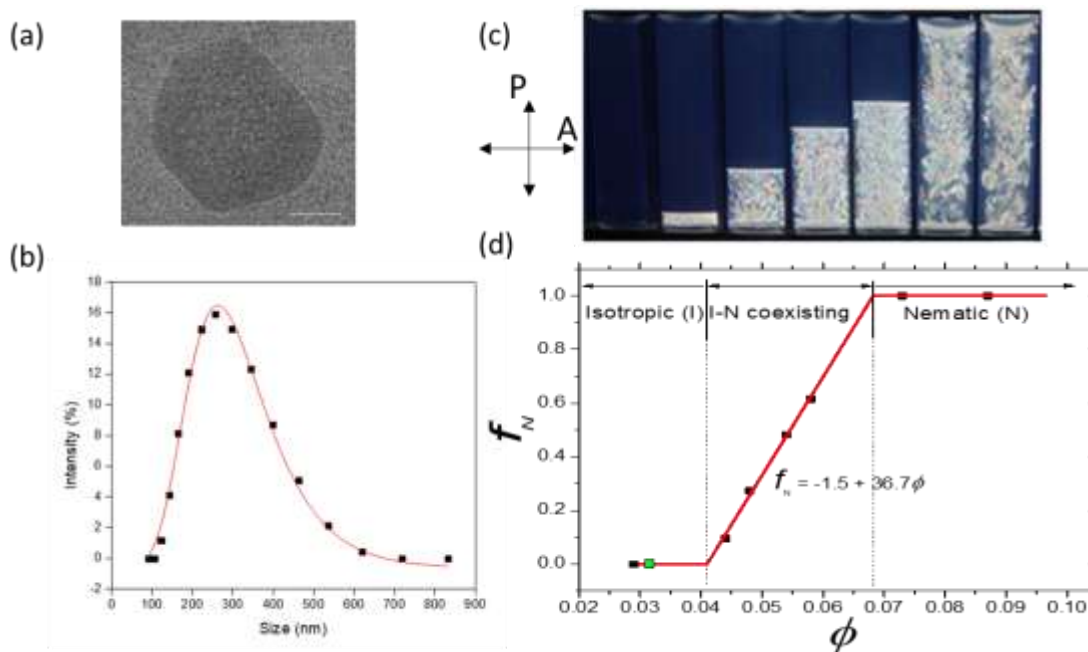 (a)
(c)
P
A
(b)
(d)
18
16
14
12
10
8
6
4
2
0
-2
Intensity (%)
0 100 200 300 400 500 600 700 800 900
Size (nm)
Isotropic (I) I-N coexisting Nematic (N)
1.0
0.8
0.6
0.4
0.2
0.0
f_N
f_N = -1.5 + 36.7ϕ
0.02 0.03 0.04 0.05 0.06 0.07 0.08 0.09 0.10
ϕ